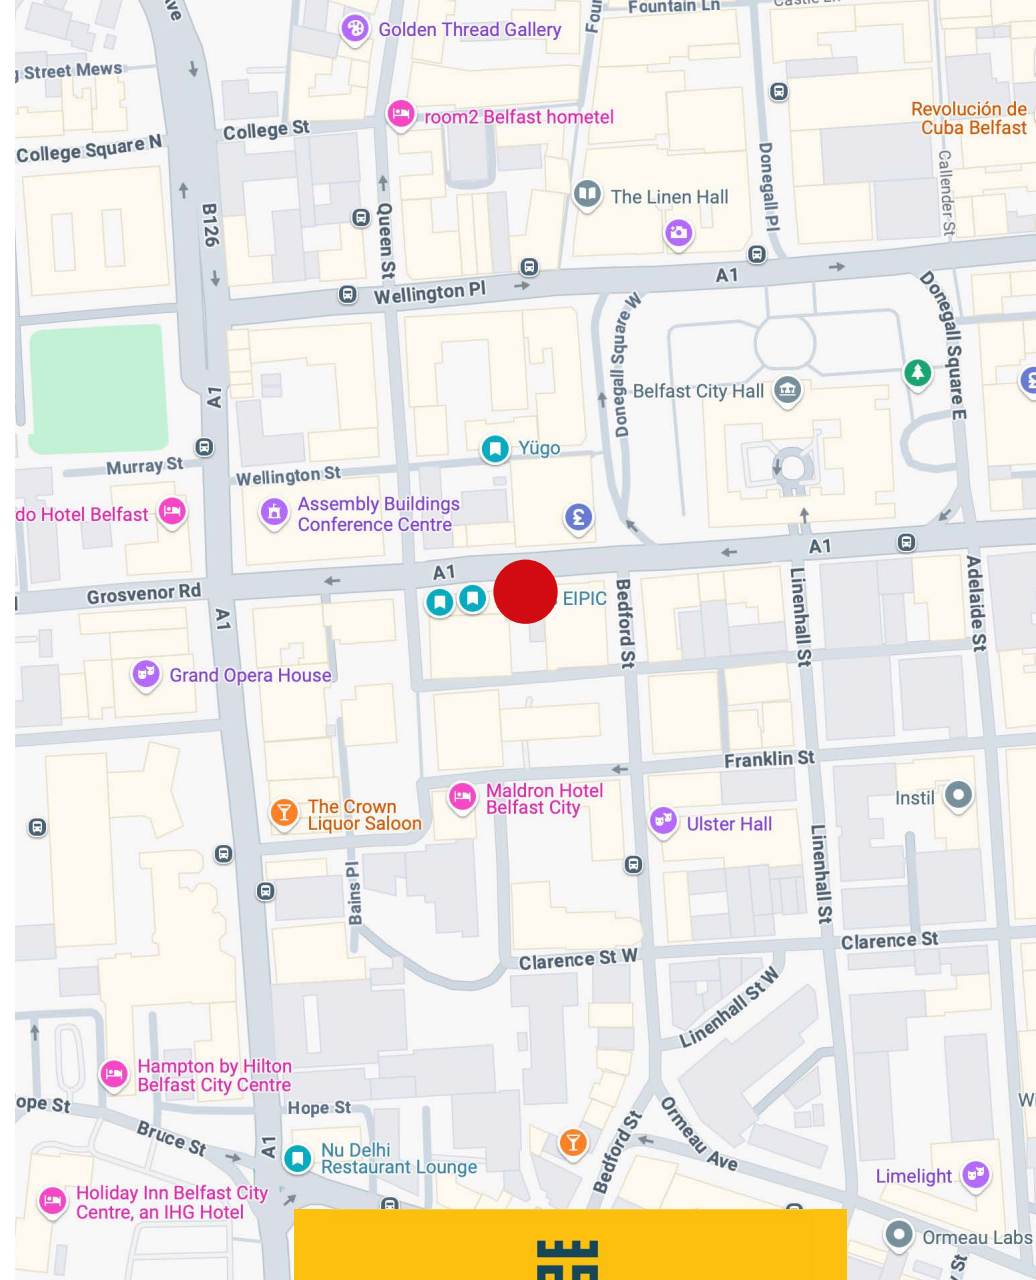 Fountain Ln
Golden Thread Gallery
Street Mews
room2 Belfast hometel
Revolución de
Cuba Belfast
College St
College Square N
Donegall Pl
Callender St
The Linen Hall
B126
Queen St
A1
Wellington Pl
Donegall Square W
Donegall Square E
Belfast City Hall
A1
Yügo
Murray St
Wellington St
do Hotel Belfast
Assembly Buildings
Conference Centre
A1
A1
Grosvenor Rd
EIPIC
A1
Bedford St
Linenhall St
Adelaide St
Grand Opera House
Franklin St
Maldron Hotel
Belfast City
Instil
The Crown
Liquor Saloon
Ulster Hall
Linenhall St
Bains Pl
Clarence St
Clarence St W
Linenhall St W
Hampton by Hilton
Belfast City Centre
ope St
Hope St
Bruce St
A1
Nu Delhi
Restaurant Lounge
Bedford St
Ormeau Ave
Limelight
Holiday Inn Belfast City
Centre, an IHG Hotel
Ormeau Labs
St